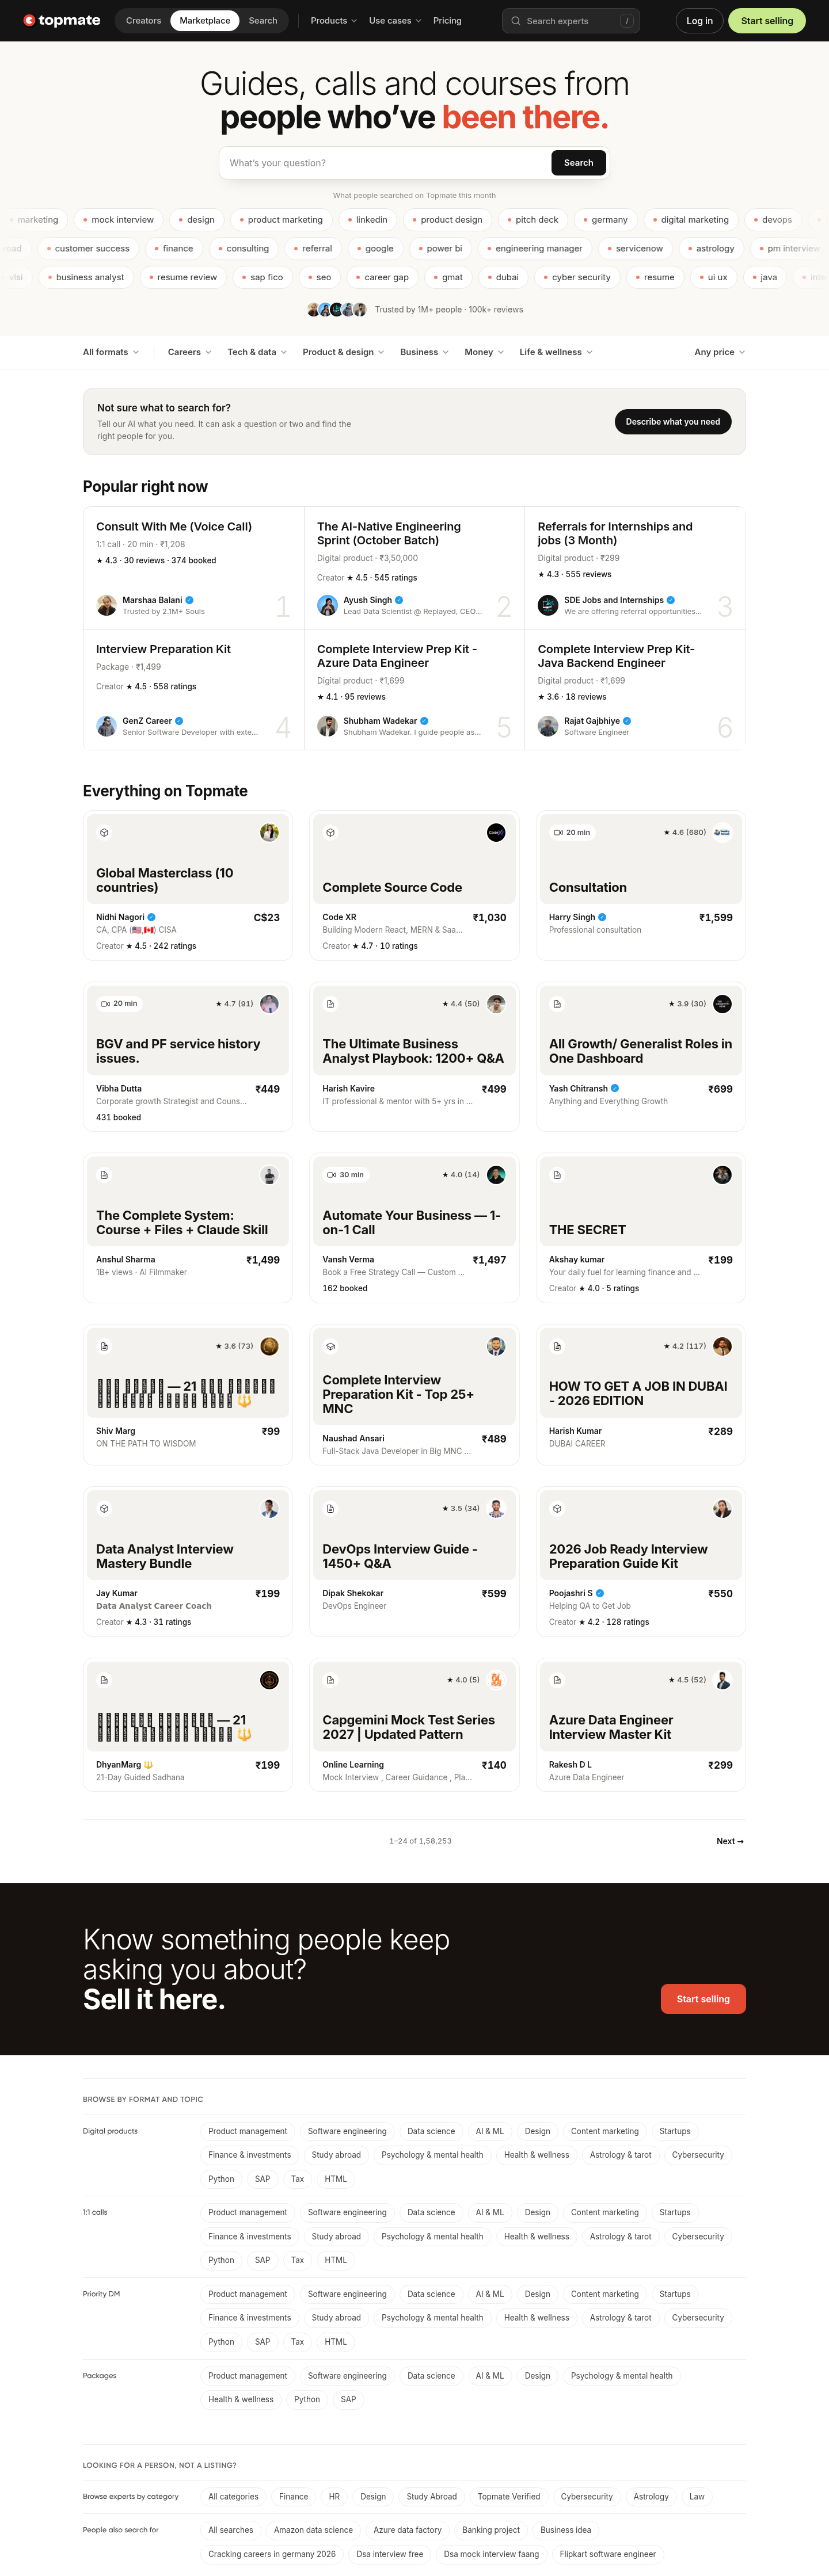 topmate Creators Marketplace Search Products Use cases Pricing Search experts / Log in Start selling
Guides, calls and courses from
people who've been there.
What's your question? Search
What people searched on Topmate this month
marketing mock interview design product marketing linkedin product design pitch deck germany digital marketing devops
customer success finance consulting referral google power bi engineering manager servicenow astrology pm interview
business analyst resume review sap fico seo career gap gmat dubai cyber security resume ui ux java
Trusted by 1M+ people · 100k+ reviews
All formats Careers Tech & data Product & design Business Money Life & wellness Any price
Not sure what to search for?
Tell our AI what you need. It can ask a question or two and find the
right people for you.
Describe what you need
Popular right now
Consult With Me (Voice Call)
1:1 call · 20 min · ₹1,208
★ 4.3 · 30 reviews · 374 booked
Marshaa Balani
Trusted by 2.1M+ Souls
1
The AI-Native Engineering
Sprint (October Batch)
Digital product · ₹3,50,000
Creator ★ 4.5 · 545 ratings
Ayush Singh
Lead Data Scientist @ Replayed, CEO...
2
Referrals for Internships and
jobs (3 Month)
Digital product · ₹299
★ 4.3 · 555 reviews
SDE Jobs and Internships
We are offering referral opportunities...
3
Interview Preparation Kit
Package · ₹1,499
Creator ★ 4.5 · 558 ratings
GenZ Career
Senior Software Developer with exte...
4
Complete Interview Prep Kit -
Azure Data Engineer
Digital product · ₹1,699
★ 4.1 · 95 reviews
Shubham Wadekar
Shubham Wadekar. I guide people as...
5
Complete Interview Prep Kit-
Java Backend Engineer
Digital product · ₹1,699
★ 3.6 · 18 reviews
Rajat Gajbhiye
Software Engineer
6
Everything on Topmate
Global Masterclass (10
countries)
Nidhi Nagori C$23
CA, CPA (🇺🇸,🇨🇦) CISA
Creator ★ 4.5 · 242 ratings
Complete Source Code
Code XR ₹1,030
Building Modern React, MERN & Saa...
Creator ★ 4.7 · 10 ratings
20 min ★ 4.6 (680)
Consultation
Harry Singh ₹1,599
Professional consultation
20 min ★ 4.7 (91)
BGV and PF service history
issues.
Vibha Dutta ₹449
Corporate growth Strategist and Couns...
431 booked
★ 4.4 (50)
The Ultimate Business
Analyst Playbook: 1200+ Q&A
Harish Kavire ₹499
IT professional & mentor with 5+ yrs in ...
★ 3.9 (30)
All Growth/ Generalist Roles in
One Dashboard
Yash Chitransh ₹699
Anything and Everything Growth
The Complete System:
Course + Files + Claude Skill
Anshul Sharma ₹1,499
1B+ views · AI Filmmaker
30 min ★ 4.0 (14)
Automate Your Business — 1-
on-1 Call
Vansh Verma ₹1,497
Book a Free Strategy Call — Custom ...
162 booked
THE SECRET
Akshay kumar ₹199
Your daily fuel for learning finance and ...
Creator ★ 4.0 · 5 ratings
★ 3.6 (73)
— 21
🔱
Shiv Marg ₹99
ON THE PATH TO WISDOM
Complete Interview
Preparation Kit - Top 25+
MNC
Naushad Ansari ₹489
Full-Stack Java Developer in Big MNC ...
★ 4.2 (117)
HOW TO GET A JOB IN DUBAI
- 2026 EDITION
Harish Kumar ₹289
DUBAI CAREER
Data Analyst Interview
Mastery Bundle
Jay Kumar ₹199
Data Analyst Career Coach
Creator ★ 4.3 · 31 ratings
★ 3.5 (34)
DevOps Interview Guide -
1450+ Q&A
Dipak Shekokar ₹599
DevOps Engineer
2026 Job Ready Interview
Preparation Guide Kit
Poojashri S ₹550
Helping QA to Get Job
Creator ★ 4.2 · 128 ratings
— 21
🔱
DhyanMarg 🔱 ₹199
21-Day Guided Sadhana
★ 4.0 (5)
Capgemini Mock Test Series
2027 | Updated Pattern
Online Learning ₹140
Mock Interview , Career Guidance , Pla...
★ 4.5 (52)
Azure Data Engineer
Interview Master Kit
Rakesh D L ₹299
Azure Data Engineer
1–24 of 1,58,253 Next →
Know something people keep
asking you about?
Sell it here.
Start selling
BROWSE BY FORMAT AND TOPIC
Digital products Product management Software engineering Data science AI & ML Design Content marketing Startups
Finance & investments Study abroad Psychology & mental health Health & wellness Astrology & tarot Cybersecurity
Python SAP Tax HTML
1:1 calls Product management Software engineering Data science AI & ML Design Content marketing Startups
Finance & investments Study abroad Psychology & mental health Health & wellness Astrology & tarot Cybersecurity
Python SAP Tax HTML
Priority DM Product management Software engineering Data science AI & ML Design Content marketing Startups
Finance & investments Study abroad Psychology & mental health Health & wellness Astrology & tarot Cybersecurity
Python SAP Tax HTML
Packages Product management Software engineering Data science AI & ML Design Psychology & mental health
Health & wellness Python SAP
LOOKING FOR A PERSON, NOT A LISTING?
Browse experts by category All categories Finance HR Design Study Abroad Topmate Verified Cybersecurity Astrology Law
People also search for All searches Amazon data science Azure data factory Banking project Business idea
Cracking careers in germany 2026 Dsa interview free Dsa mock interview faang Flipkart software engineer